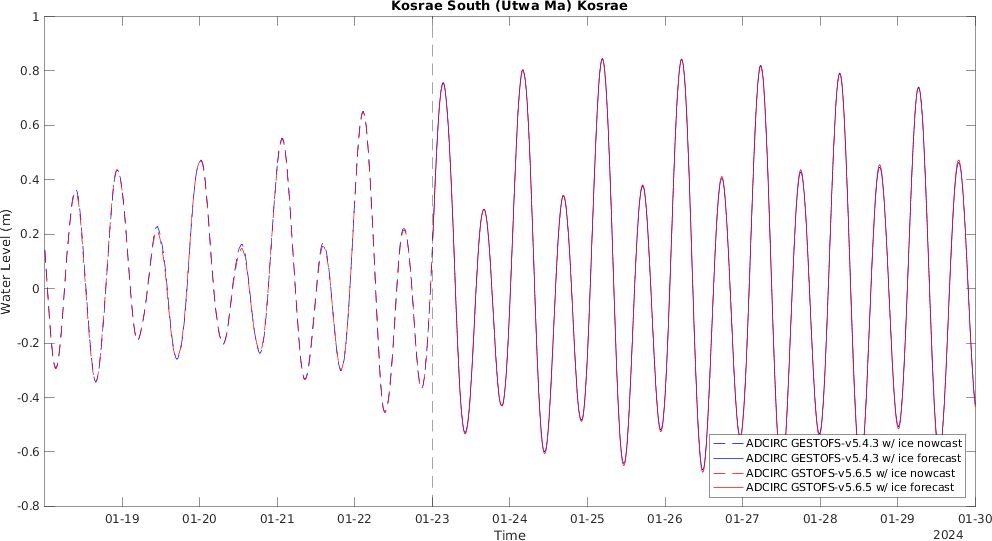 Kosrae South (Utwa Ma) Kosrae
Water Level (m)
1
0.8
0.6
0.4
0.2
0
-0.2
-0.4
-0.6
-0.8
ADCIRC GESTOFS-v5.4.3 w/ ice nowcast
ADCIRC GESTOFS-v5.4.3 w/ ice forecast
ADCIRC GSTOFS-v5.6.5 w/ ice nowcast
ADCIRC GSTOFS-v5.6.5 w/ ice forecast
01-19 01-20 01-21 01-22 01-23 01-24 01-25 01-26 01-27 01-28 01-29 01-30
Time
2024